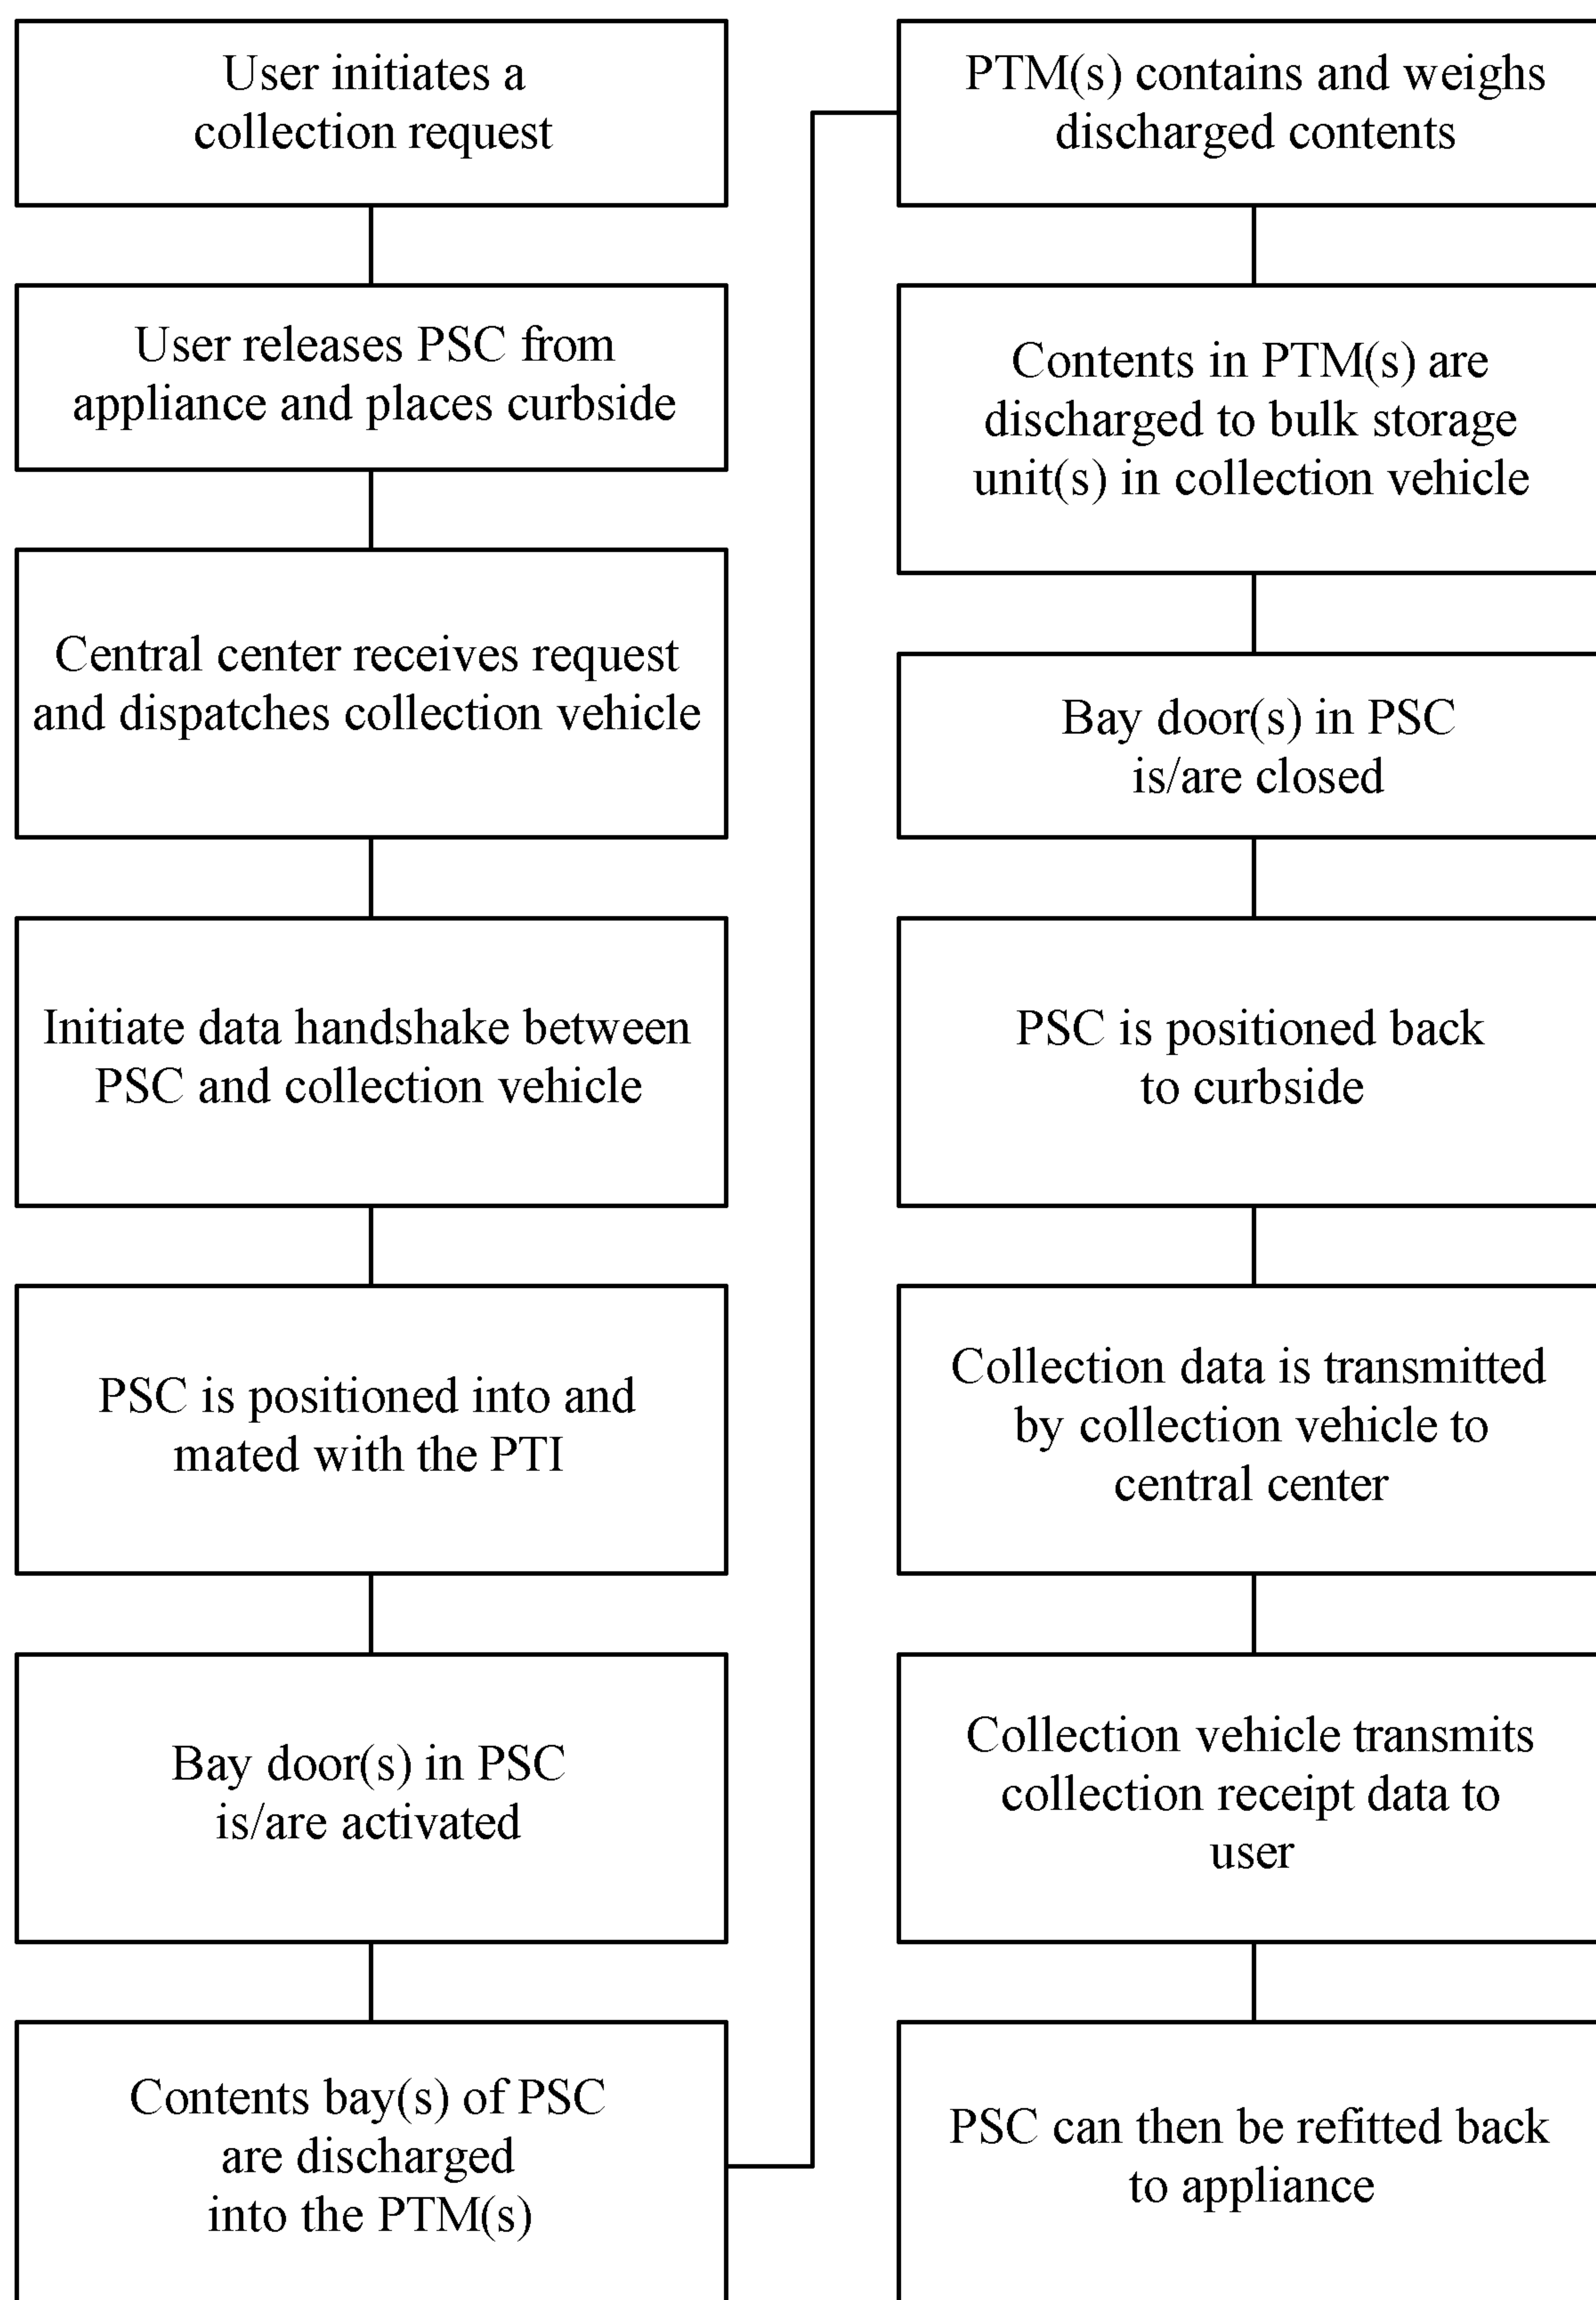 User initiates a
collection request
User releases PSC from
appliance and places curbside
Central center receives request
and dispatches collection vehicle
Initiate data handshake between
PSC and collection vehicle
PSC is positioned into and
mated with the PTI
Bay door(s) in PSC
is/are activated
Contents bay(s) of PSC
are discharged
into the PTM(s)
PTM(s) contains and weighs
discharged contents
Contents in PTM(s) are
discharged to bulk storage
unit(s) in collection vehicle
Bay door(s) in PSC
is/are closed
PSC is positioned back
to curbside
Collection data is transmitted
by collection vehicle to
central center
Collection vehicle transmits
collection receipt data to
user
PSC can then be refitted back
to appliance